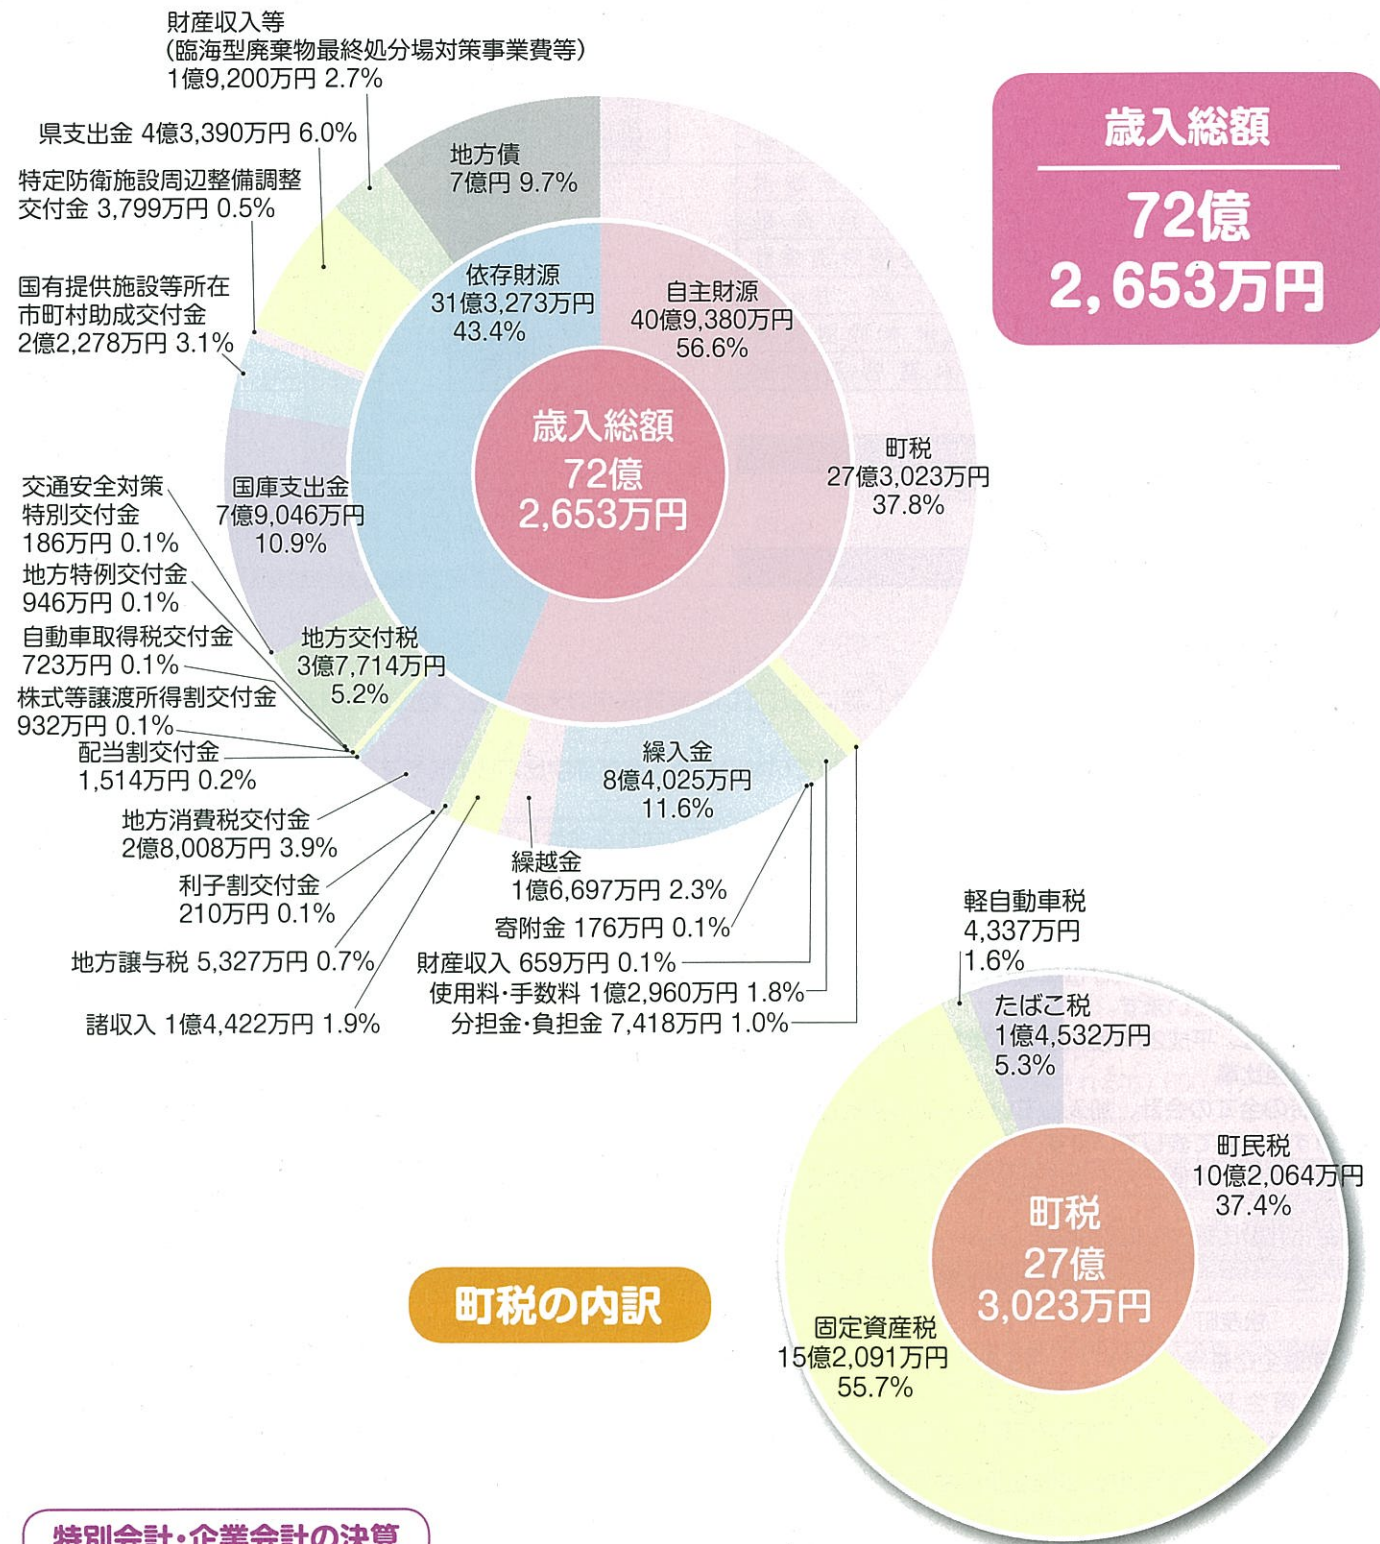 財産収入等
(臨海型廃棄物最終処分場対策事業費等)
1億9,200万円 2.7%
県支出金 4億3,390万円 6.0%
特定防衛施設周辺整備調整
交付金 3,799万円 0.5%
国有提供施設等所在
市町村助成交付金
2億2,278万円 3.1%
地方債
7億円 9.7%
歳入総額
72億
2,653万円
依存財源
31億3,273万円
43.4%
自主財源
40億9,380万円
56.6%
歳入総額
72億
2,653万円
町税
27億3,023万円
37.8%
国庫支出金
7億9,046万円
10.9%
交通安全対策
特別交付金
186万円 0.1%
地方特例交付金
946万円 0.1%
自動車取得税交付金
723万円 0.1%
株式等譲渡所得割交付金
932万円 0.1%
配当割交付金
1,514万円 0.2%
地方交付税
3億7,714万円
5.2%
地方消費税交付金
2億8,008万円 3.9%
利子割交付金
210万円 0.1%
地方譲与税 5,327万円 0.7%
諸収入 1億4,422万円 1.9%
繰入金
8億4,025万円
11.6%
繰越金
1億6,697万円 2.3%
寄附金 176万円 0.1%
財産収入 659万円 0.1%
使用料・手数料 1億2,960万円 1.8%
分担金・負担金 7,418万円 1.0%
軽自動車税
4,337万円
1.6%
たばこ税
1億4,532万円
5.3%
町民税
10億2,064万円
37.4%
町税
27億
3,023万円
固定資産税
15億2,091万円
55.7%
町税の内訳
特別会計・企業会計の決算